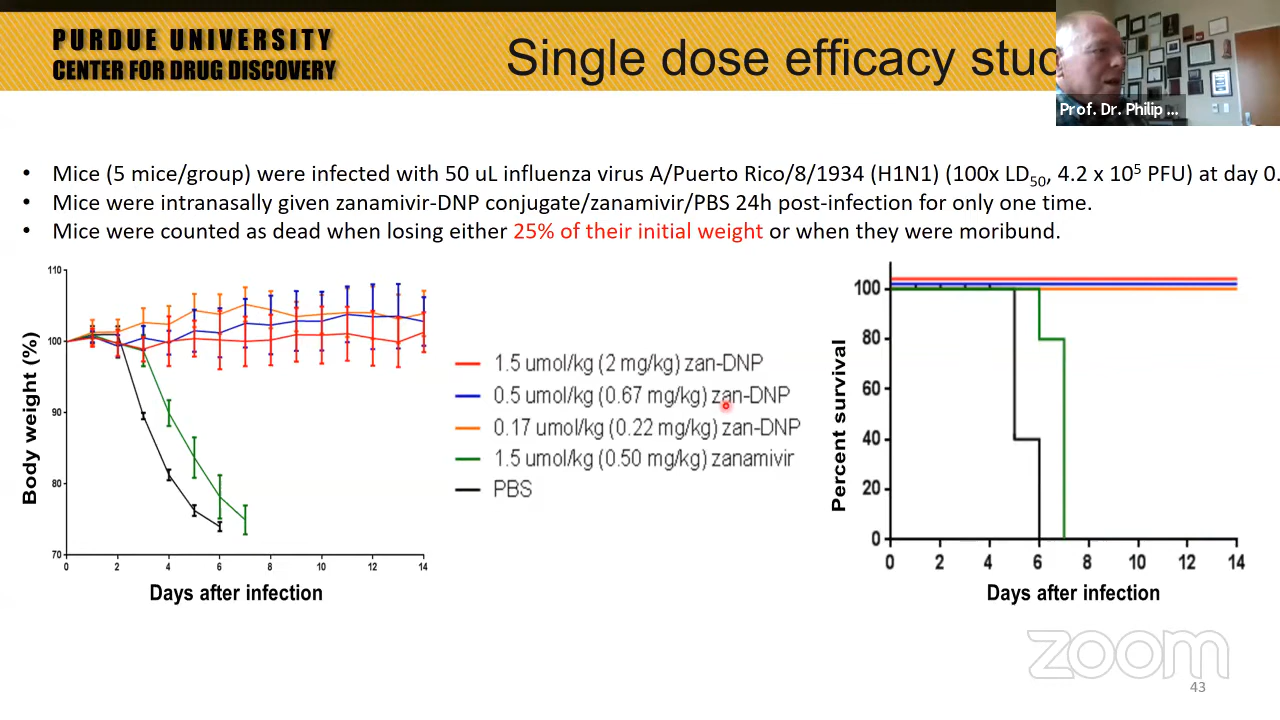 PURDUE UNIVERSITY
CENTER FOR DRUG DISCOVERY
Single dose efficacy
Prof. Dr. Philip ...
• Mice (5 mice/group) were infected with 50 uL influenza virus A/Puerto Rico/8/1934 (H1N1) (100x LD50, 4.2 x 10⁵ PFU) at day 0.
• Mice were intranasally given zanamivir-DNP conjugate/zanamivir/PBS 24h post-infection for only one time.
• Mice were counted as dead when losing either 25% of their initial weight or when they were moribund.
110
100
90
80
70
Body weight (%)
0 2 4 6 8 10 12 14
Days after infection
1.5 umol/kg (2 mg/kg) zan-DNP
0.5 umol/kg (0.67 mg/kg) zan-DNP
0.17 umol/kg (0.22 mg/kg) zan-DNP
1.5 umol/kg (0.50 mg/kg) zanamivir
PBS
100
80
60
40
20
0
Percent survival
0 2 4 6 8 10 12 14
Days after infection
zoom
43